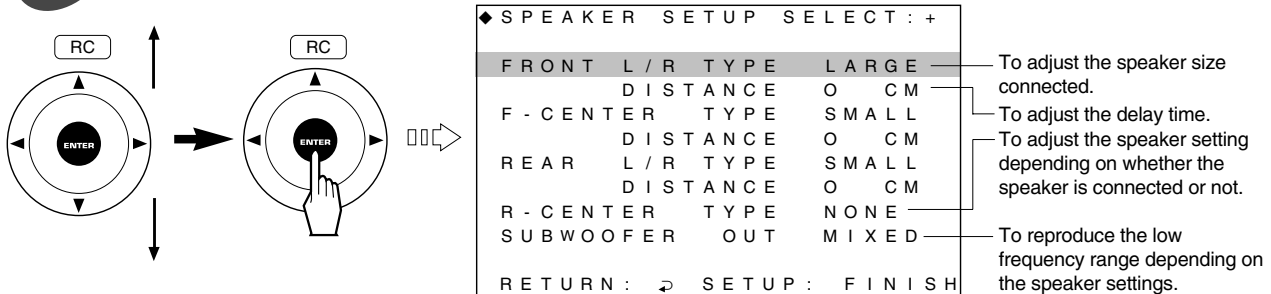 RC
ENTER
RC
ENTER
◆SPEAKER SETUP SELECT:+
FRONT L/R TYPE LARGE
DISTANCE O CM
F-CENTER TYPE SMALL
DISTANCE O CM
REAR L/R TYPE SMALL
DISTANCE O CM
R-CENTER TYPE NONE
SUBWOOFER OUT MIXED
RETURN: SETUP: FINISH
To adjust the speaker size
connected.
To adjust the delay time.
To adjust the speaker setting
depending on whether the
speaker is connected or not.
To reproduce the low
frequency range depending on
the speaker settings.